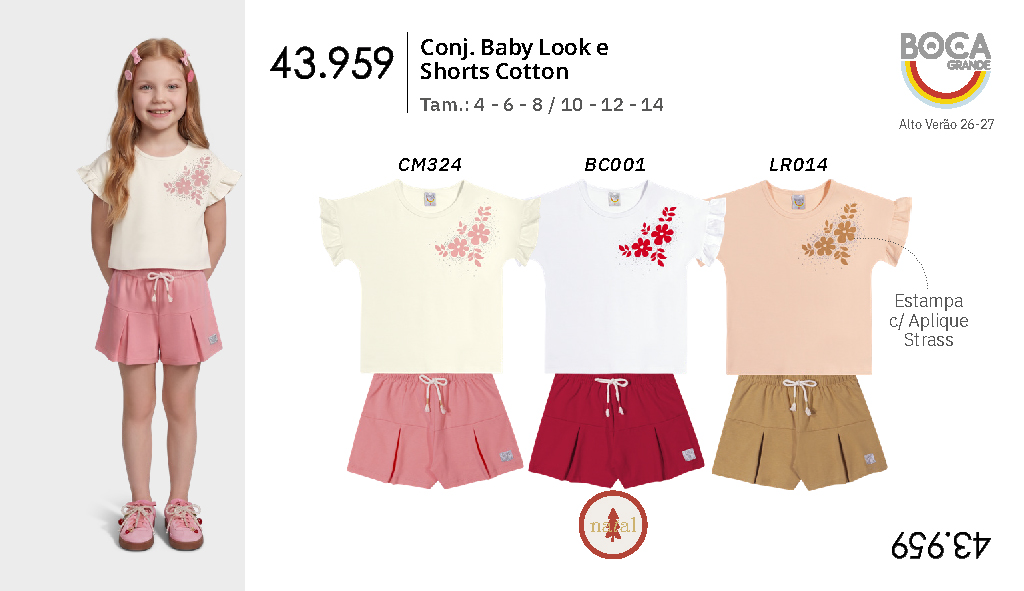 43.959
Conj. Baby Look e
Shorts Cotton
Tam.: 4 - 6 - 8 / 10 - 12 - 14
BOCA
GRANDE
Alto Verão 26-27
CM324
BC001
LR014
Estampa
c/ Aplique
Strass
natal
43.959